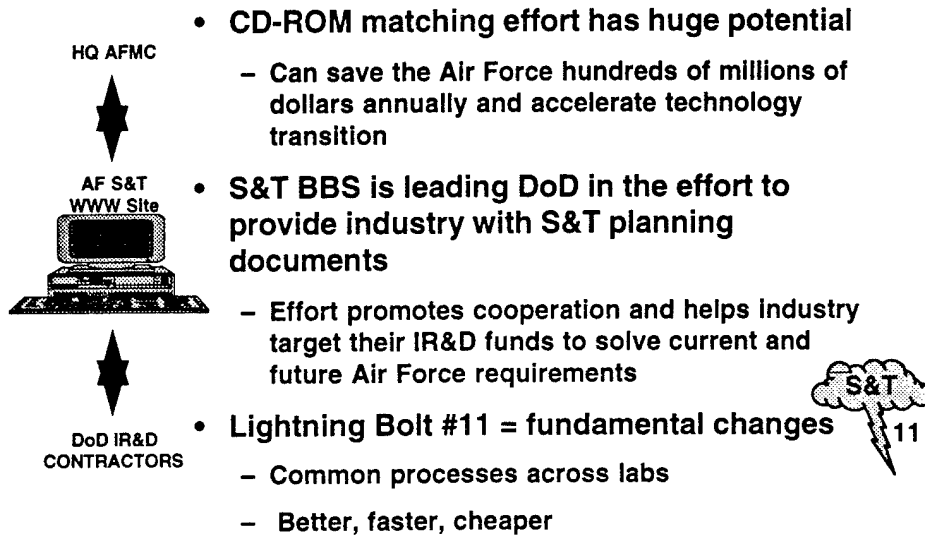 HQ AFMC
AF S&T
WWW Site
DoD IR&D
CONTRACTORS
• CD-ROM matching effort has huge potential
– Can save the Air Force hundreds of millions of
dollars annually and accelerate technology
transition
• S&T BBS is leading DoD in the effort to
provide industry with S&T planning
documents
– Effort promotes cooperation and helps industry
target their IR&D funds to solve current and
future Air Force requirements
• Lightning Bolt #11 = fundamental changes
– Common processes across labs
– Better, faster, cheaper
S&T
11